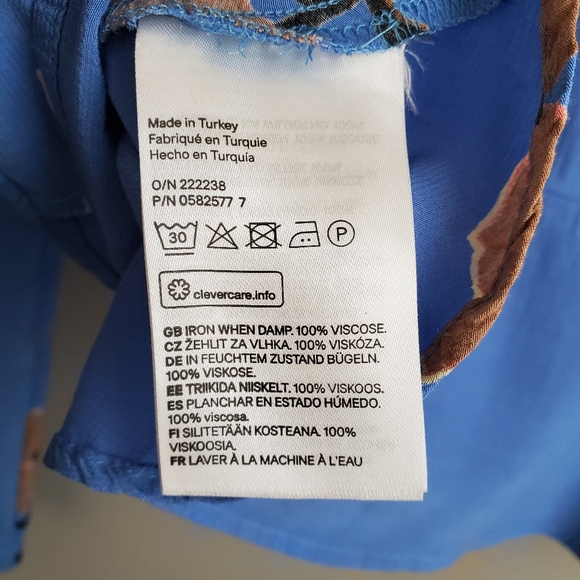 Made in Turkey
Fabriqué en Turquie
Hecho en Turquía
O/N 222238
P/N 0582577 7
30
P
clevercare.info
GB IRON WHEN DAMP. 100% VISCOSE.
CZ ŽEHLIT ZA VLHKA. 100% VISKÓZA.
DE IN FEUCHTEM ZUSTAND BÜGELN.
100% VISKOSE.
EE TRIIKIDA NIISKELT. 100% VISKOOS.
ES PLANCHAR EN ESTADO HÚMEDO.
100% viscosa.
FI SILITETÄÄN KOSTEANA. 100%
VISKOOSIA.
FR LAVER À LA MACHINE À L'EAU